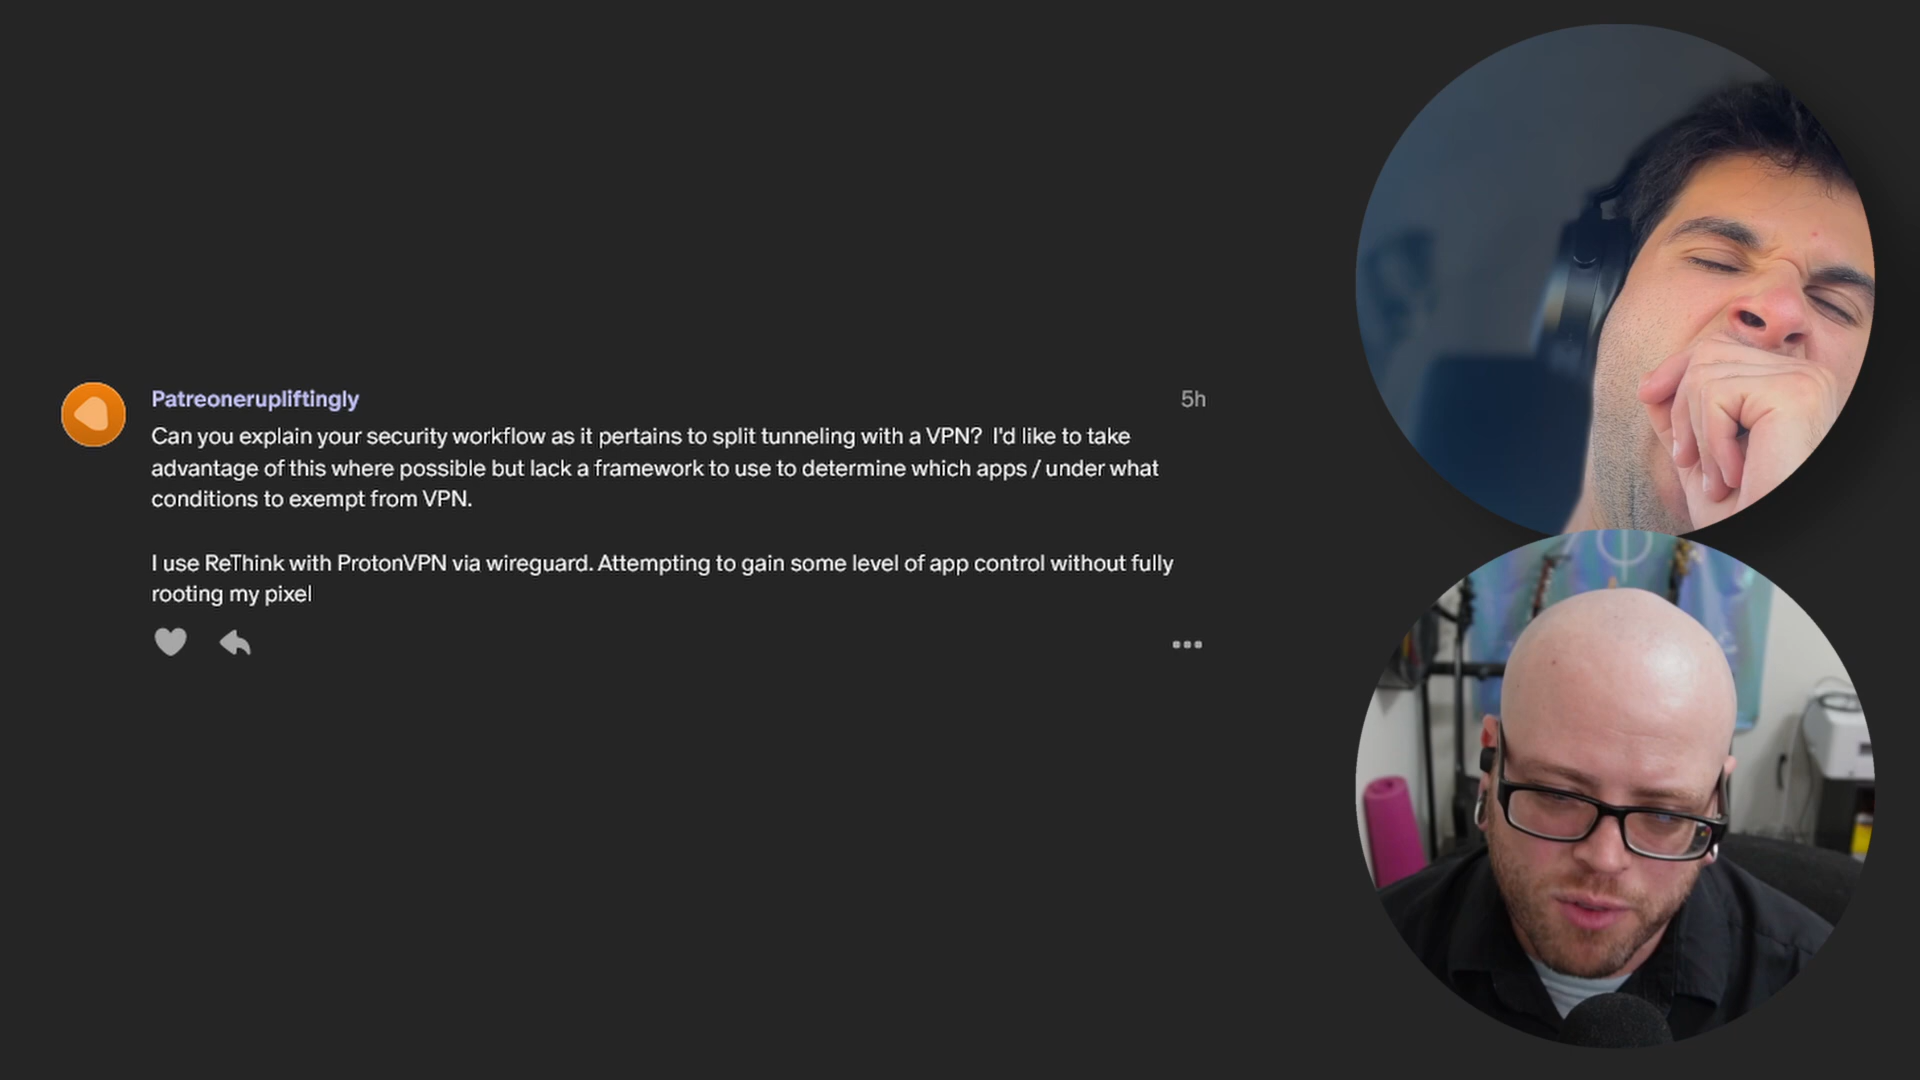 Patreonerupliftingly
5h
Can you explain your security workflow as it pertains to split tunneling with a VPN?  I'd like to take
advantage of this where possible but lack a framework to use to determine which apps / under what
conditions to exempt from VPN.
I use ReThink with ProtonVPN via wireguard. Attempting to gain some level of app control without fully
rooting my pixel